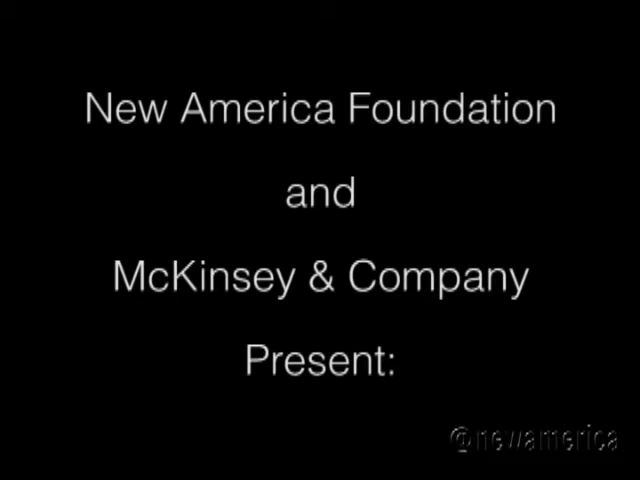 New America Foundation
and
McKinsey & Company
Present:
@newamerica